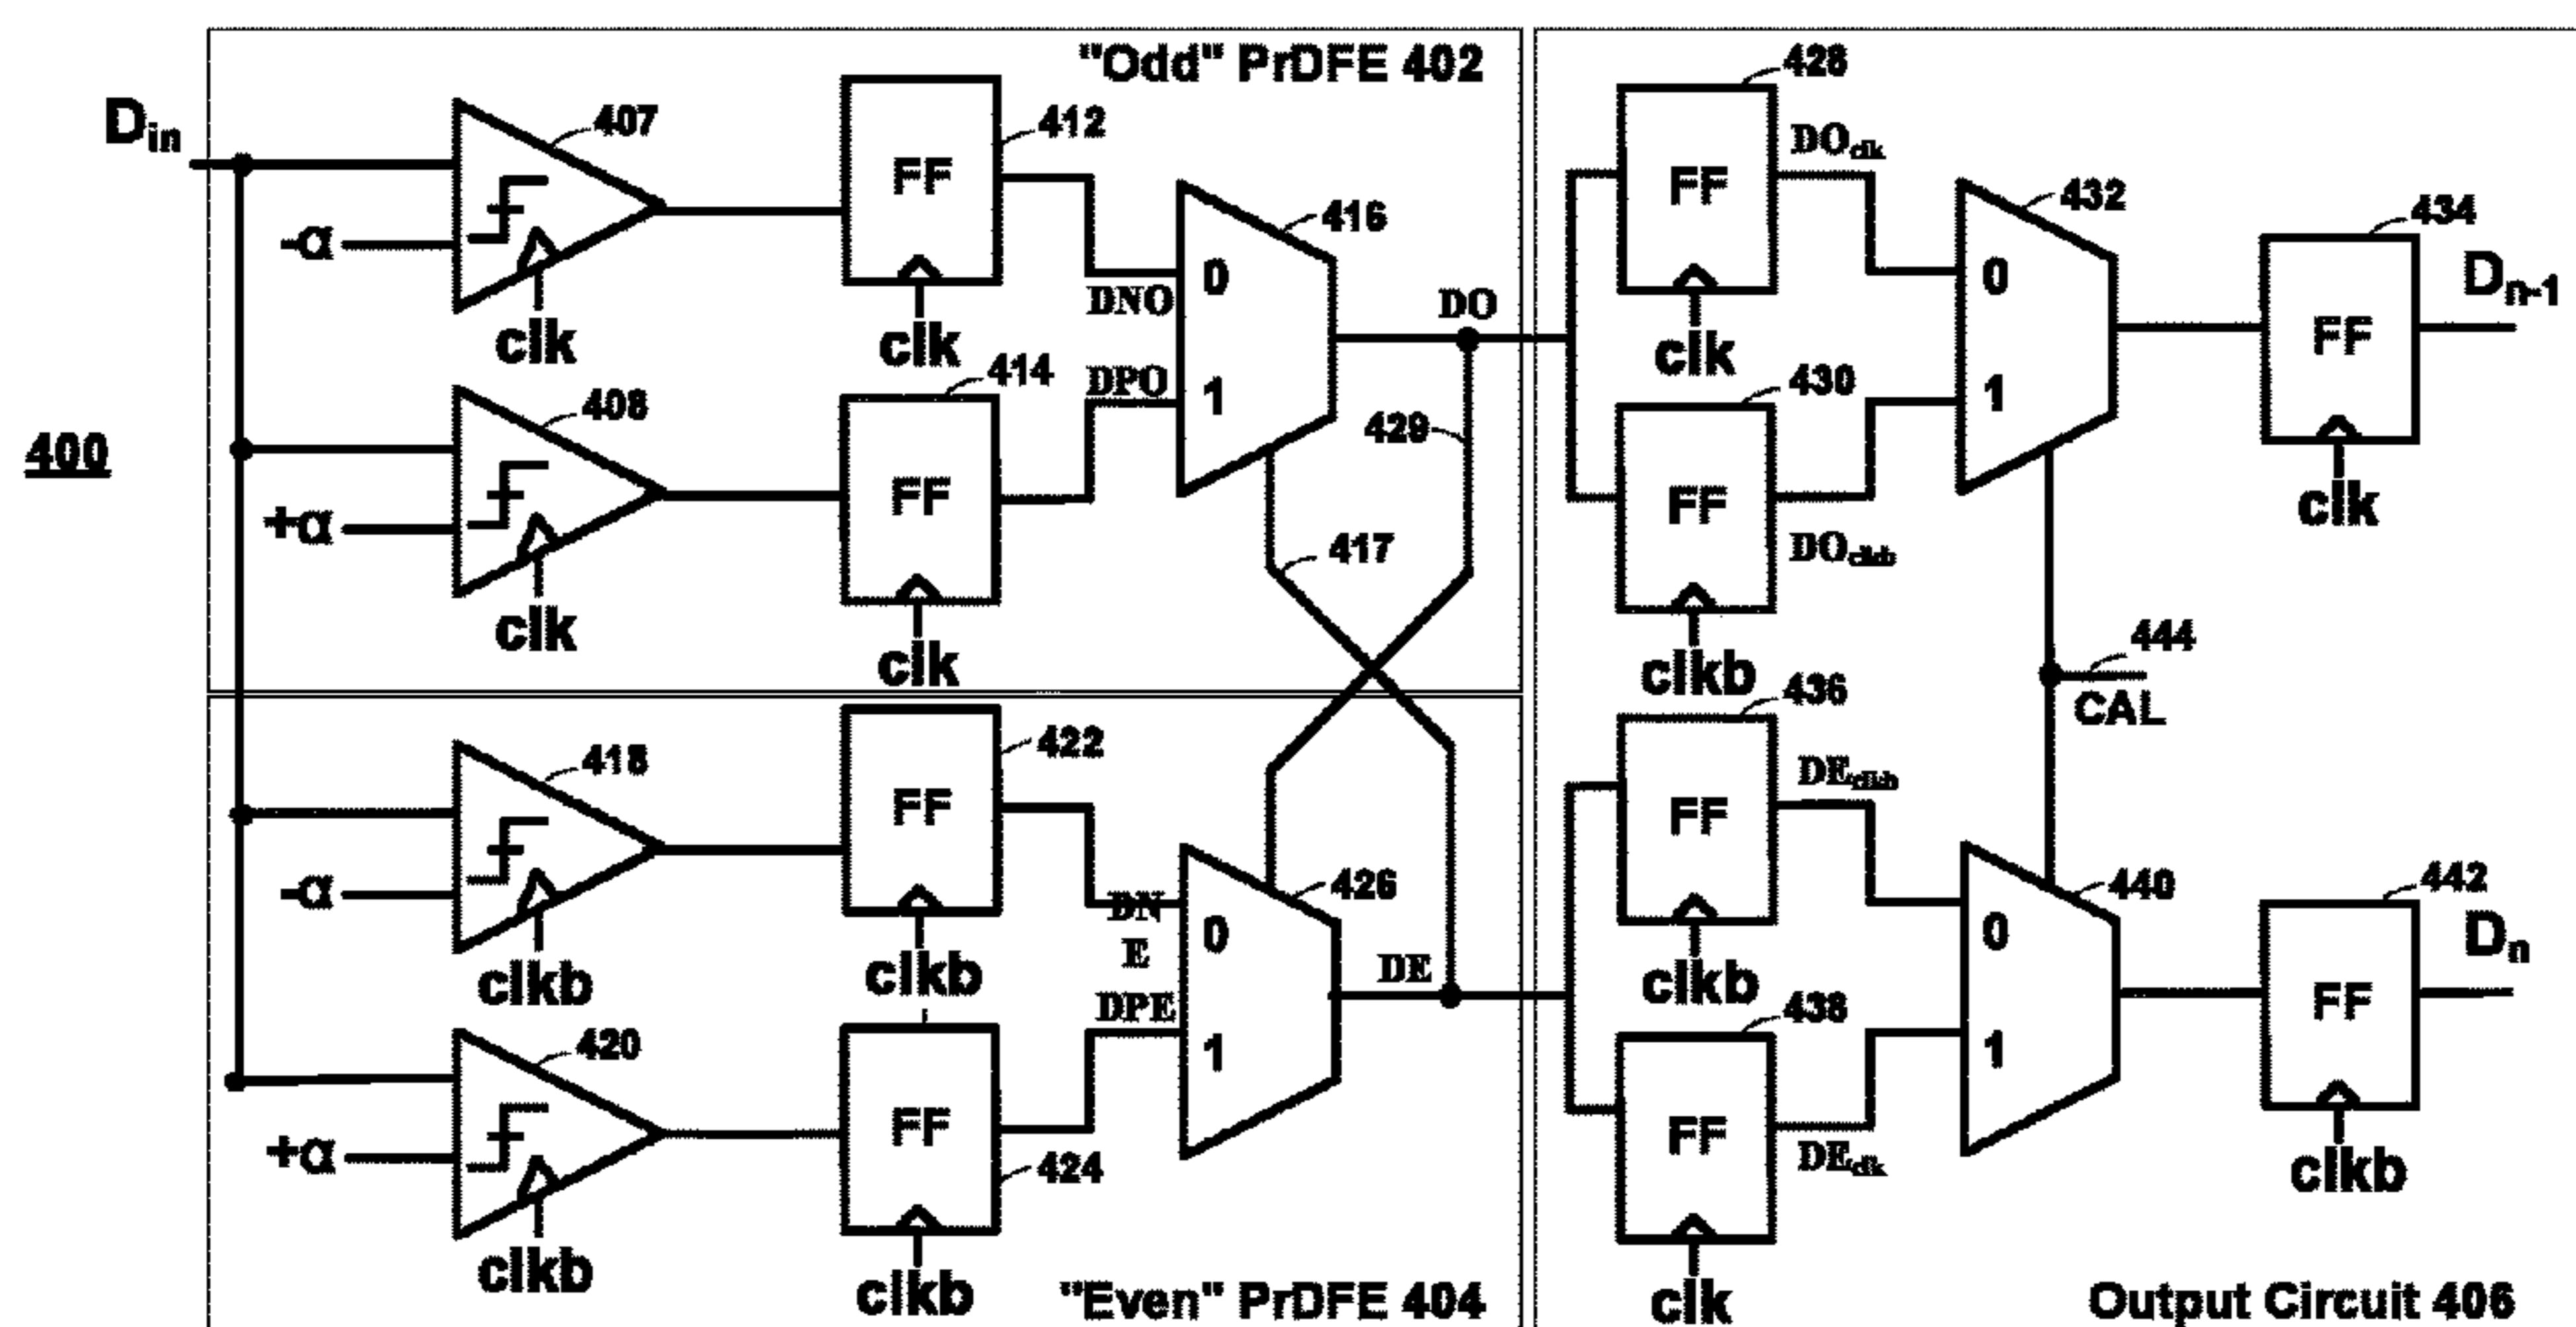 400
"Odd" PrDFE 402
Din
407
-α
clk
412
FF
clk
408
+α
clk
414
FF
clk
DNO
DPO
0
1
416
DO
429
417
"Even" PrDFE 404
418
-α
clkb
422
FF
clkb
420
+α
clkb
FF
424
clkb
DN
E
DPE
0
1
426
DE
428
FF
clk
DOclk
430
FF
clkb
DOclkb
432
0
1
434
FF
clk
Dn-1
444
CAL
436
FF
clkb
DEclkb
438
FF
clk
DEclk
440
0
1
442
FF
clkb
Dn
Output Circuit 406